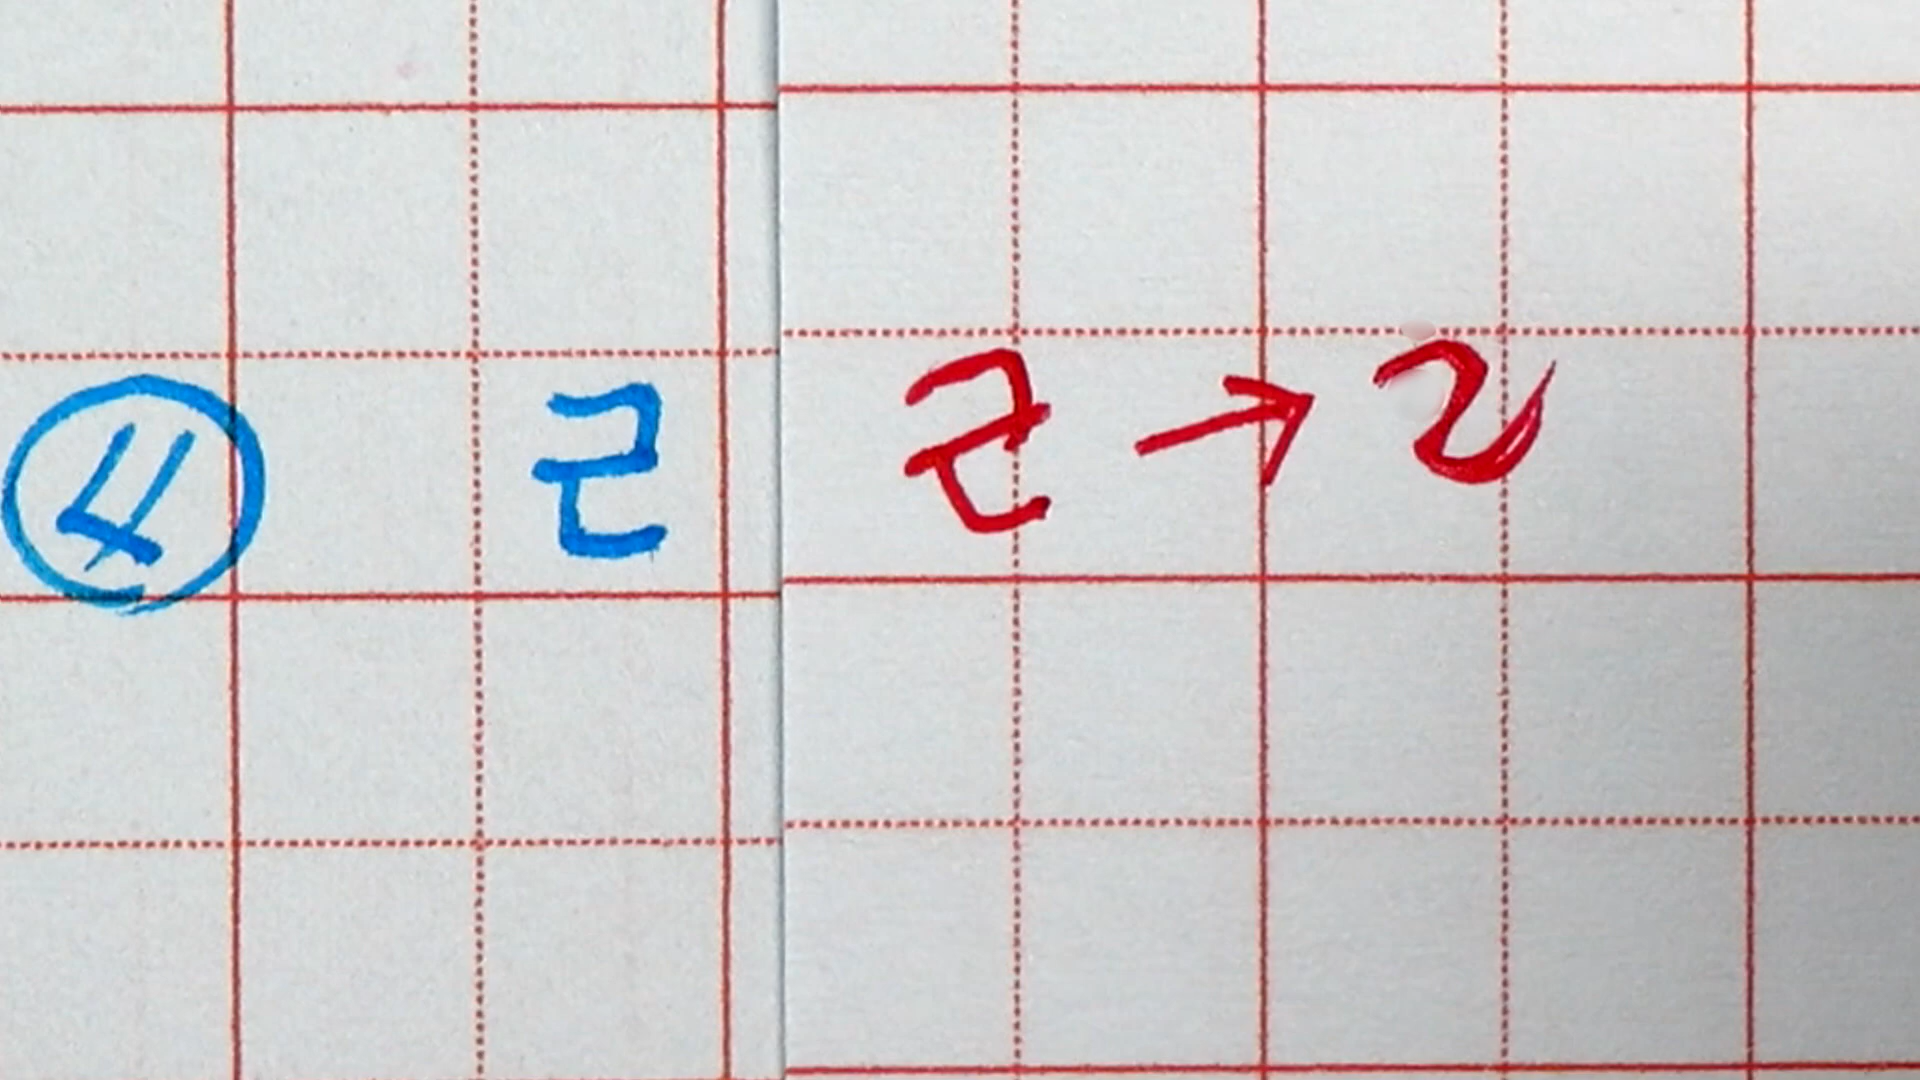 ④ ㄹ ㄹ → ㄹ